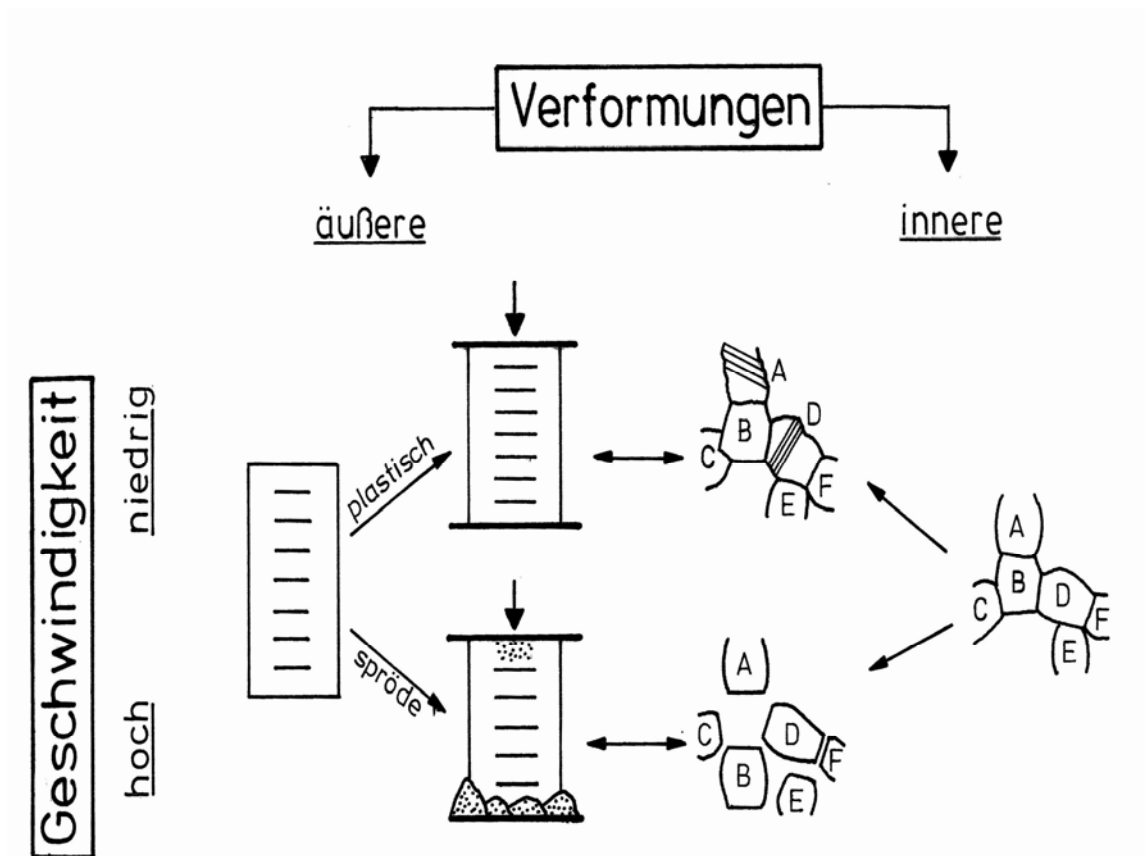 Verformungen
äußere
innere
Geschwindigkeit
niedrig
hoch
plastisch
spröde
A
B
C
D
E
F
A
B
C
D
E
F
A
B
C
D
E
F